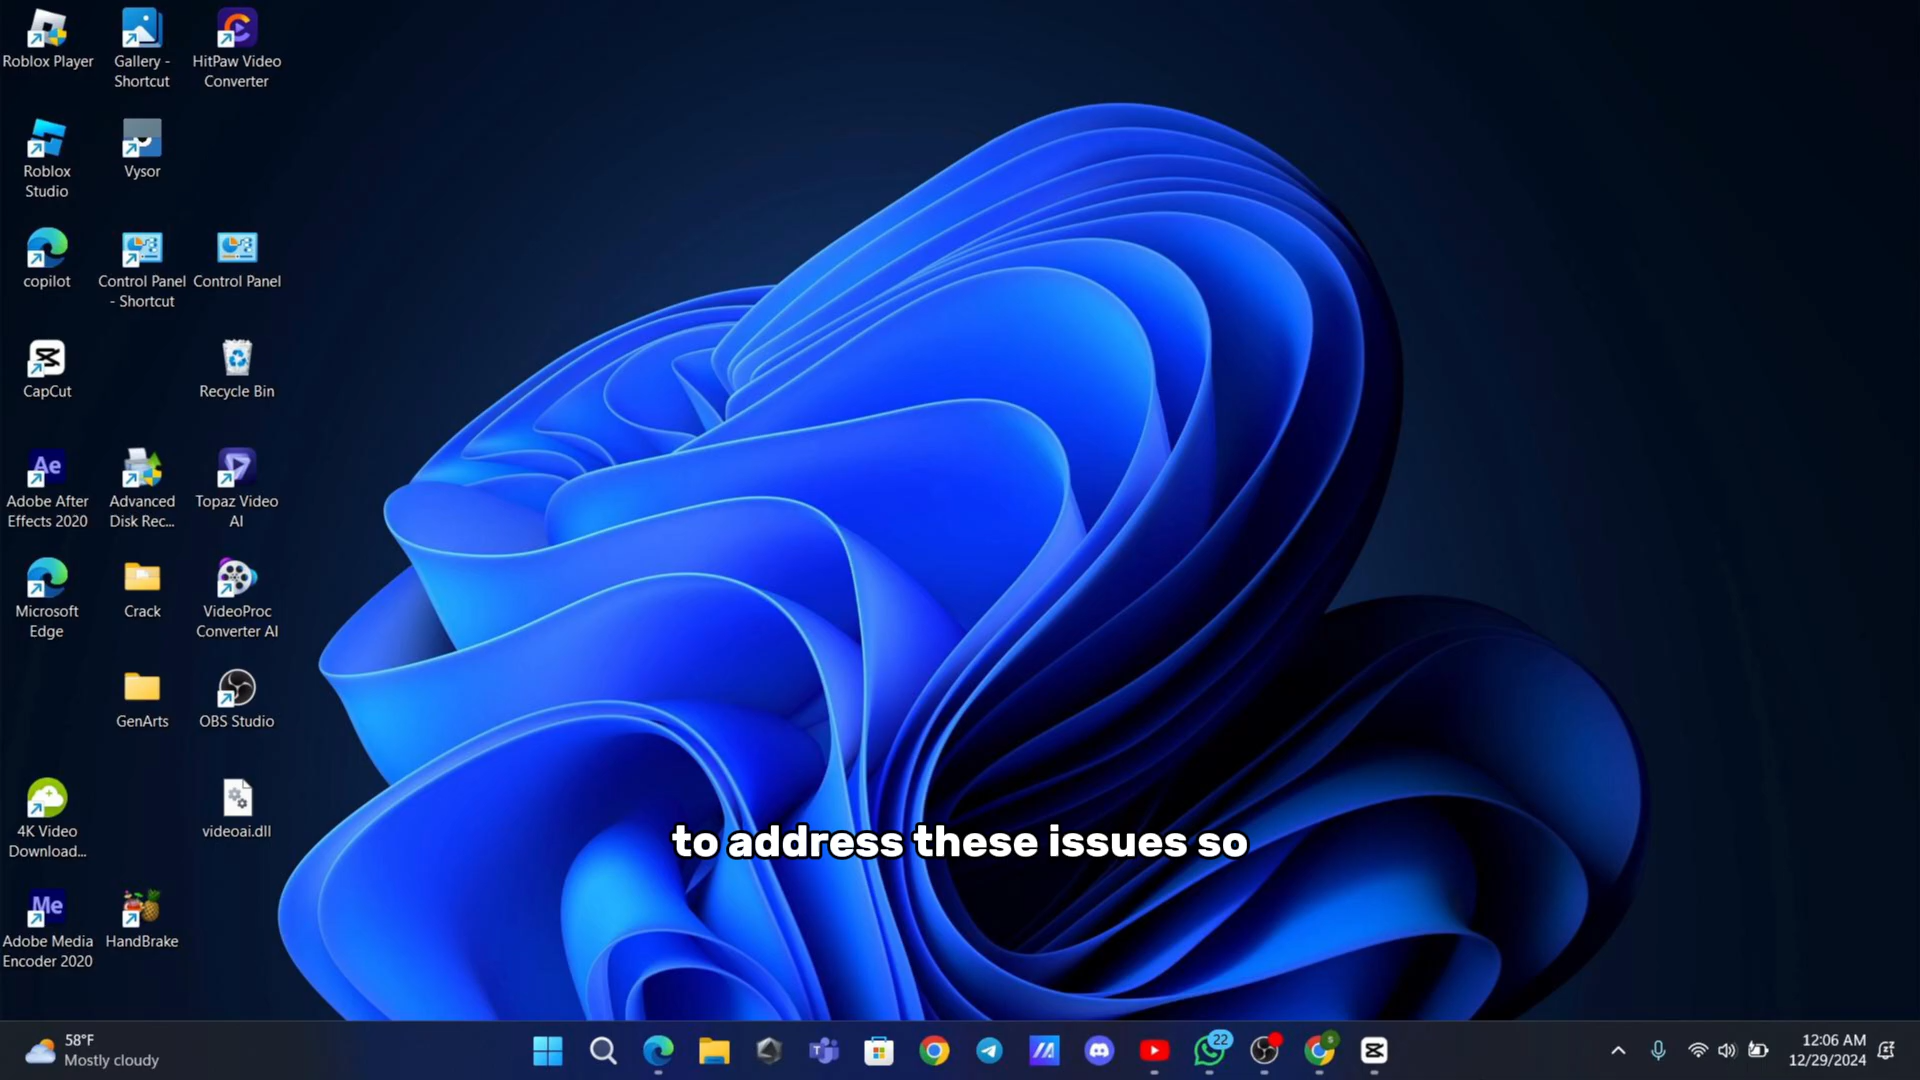 Roblox Player
Gallery -
Shortcut
HitPaw Video
Converter
Roblox
Studio
Vysor
copilot
Control Panel
- Shortcut
Control Panel
CapCut
Recycle Bin
Ae
Adobe After
Effects 2020
Advanced
Disk Rec...
Topaz Video
AI
Microsoft
Edge
Crack
VideoProc
Converter AI
GenArts
OBS Studio
4K Video
Download...
videoai.dll
Me
Adobe Media
Encoder 2020
HandBrake
to address these issues so
58°F
Mostly cloudy
22
S
12:06 AM
12/29/2024